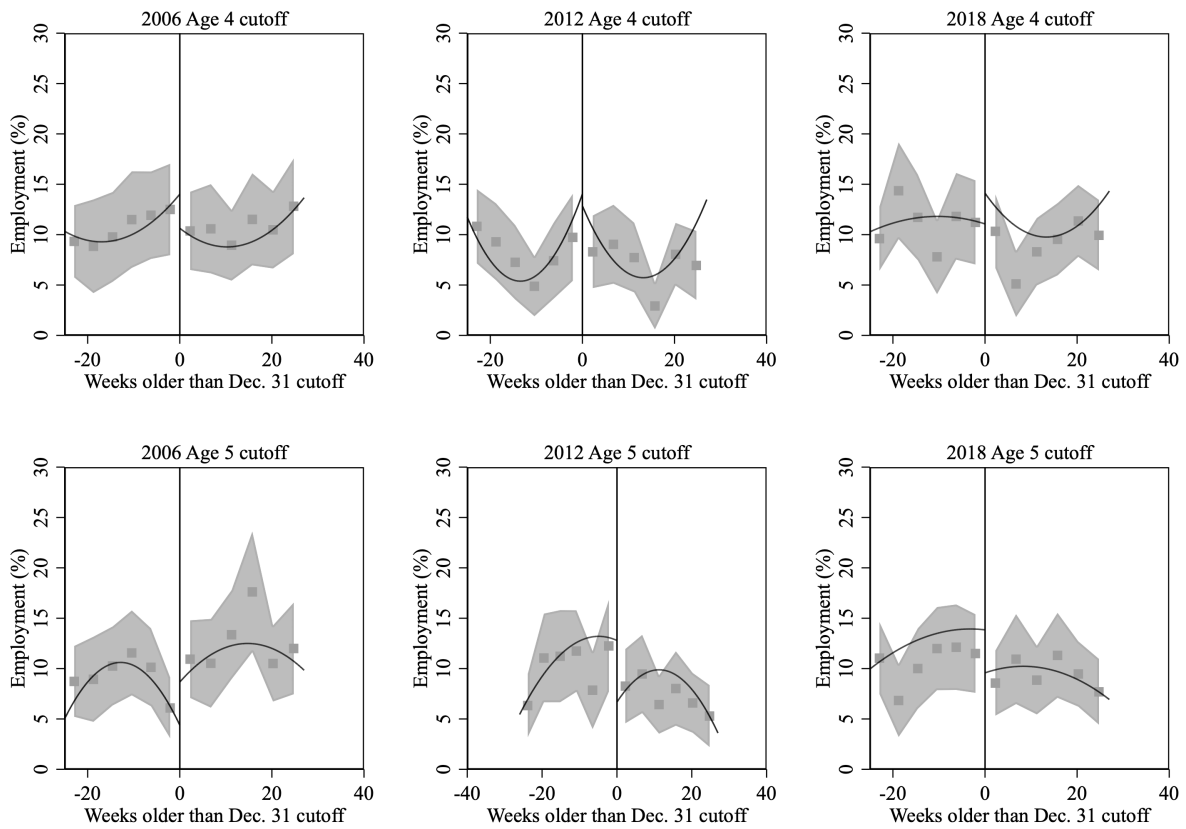 2006 Age 4 cutoff
Employment (%)
30
25
20
15
10
5
0
-20 0 20 40
Weeks older than Dec. 31 cutoff
2012 Age 4 cutoff
Employment (%)
30
25
20
15
10
5
0
-20 0 20 40
Weeks older than Dec. 31 cutoff
2018 Age 4 cutoff
Employment (%)
30
25
20
15
10
5
0
-20 0 20 40
Weeks older than Dec. 31 cutoff
2006 Age 5 cutoff
Employment (%)
30
25
20
15
10
5
0
-20 0 20 40
Weeks older than Dec. 31 cutoff
2012 Age 5 cutoff
Employment (%)
30
25
20
15
10
5
0
-40 -20 0 20 40
Weeks older than Dec. 31 cutoff
2018 Age 5 cutoff
Employment (%)
30
25
20
15
10
5
0
-20 0 20 40
Weeks older than Dec. 31 cutoff